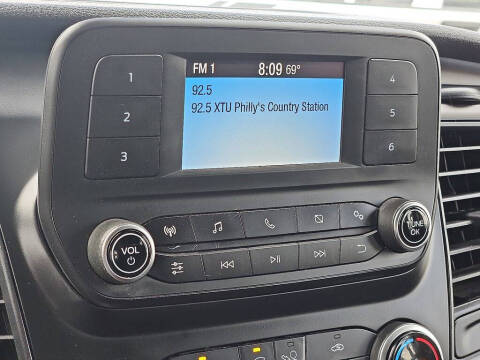 FM 1 8:09 69°
92.5
92.5 XTU Philly's Country Station
1
2
3
4
5
6
VOL
TUNE
OK